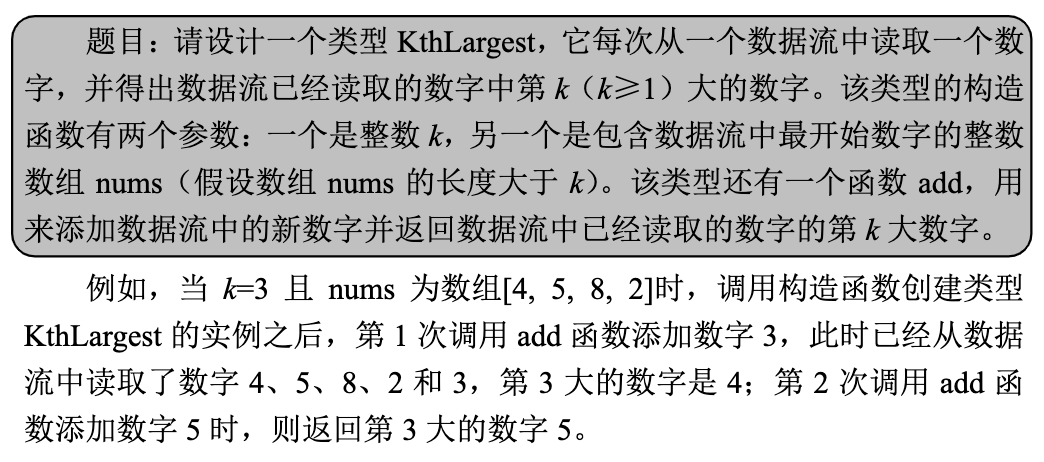 题目：请设计一个类型 KthLargest，它每次从一个数据流中读取一个数
字，并得出数据流已经读取的数字中第 k（k≥1）大的数字。该类型的构造
函数有两个参数：一个是整数 k，另一个是包含数据流中最开始数字的整数
数组 nums（假设数组 nums 的长度大于 k）。该类型还有一个函数 add，用
来添加数据流中的新数字并返回数据流中已经读取的数字的第 k 大数字。
例如，当 k=3 且 nums 为数组[4, 5, 8, 2]时，调用构造函数创建类型
KthLargest 的实例之后，第 1 次调用 add 函数添加数字 3，此时已经从数据
流中读取了数字 4、5、8、2 和 3，第 3 大的数字是 4；第 2 次调用 add 函
数添加数字 5 时，则返回第 3 大的数字 5。